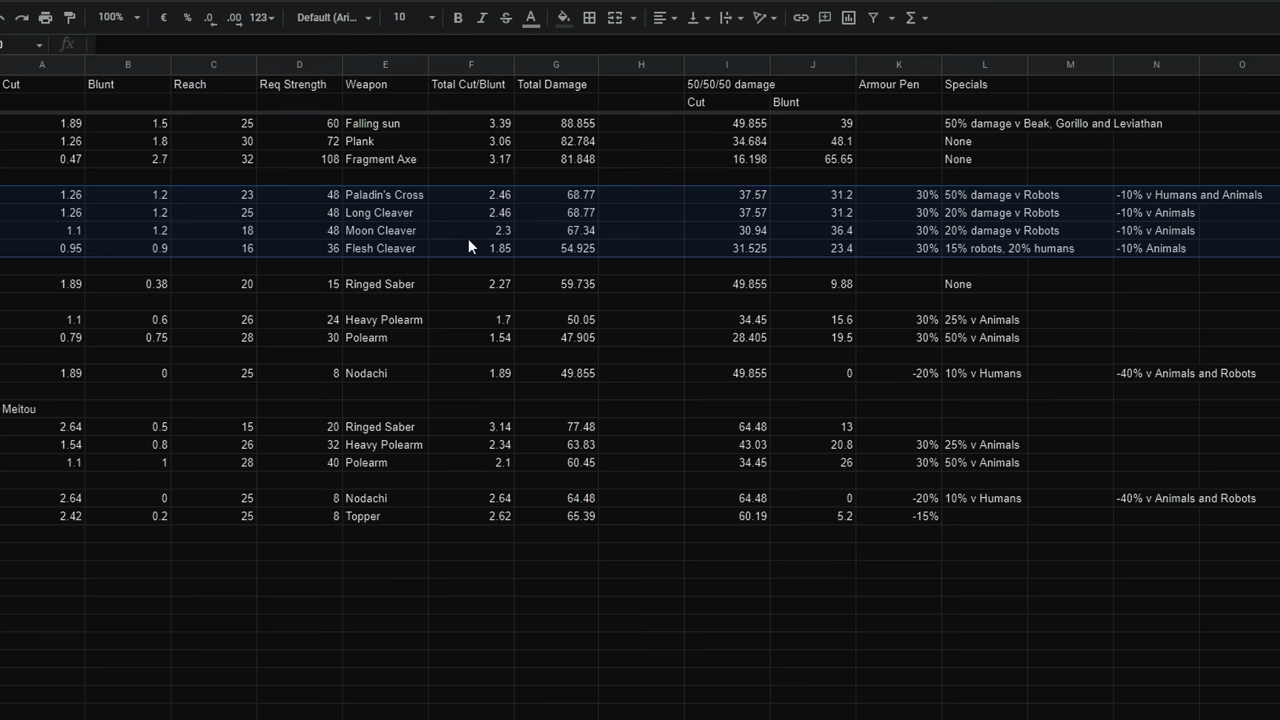 100% € % .0 .00 123 Default (Ari... 10 B I S A
fx
A B C D E F G H I J K L M N O
Cut Blunt Reach Req Strength Weapon Total Cut/Blunt Total Damage 50/50/50 damage Armour Pen Specials
Cut Blunt
1.89 1.5 25 60 Falling sun 3.39 88.855 49.855 39 50% damage v Beak, Gorillo and Leviathan
1.26 1.8 30 72 Plank 3.06 82.784 34.684 48.1 None
0.47 2.7 32 108 Fragment Axe 3.17 81.848 16.198 65.65 None
1.26 1.2 23 48 Paladin's Cross 2.46 68.77 37.57 31.2 30% 50% damage v Robots -10% v Humans and Animals
1.26 1.2 25 48 Long Cleaver 2.46 68.77 37.57 31.2 30% 20% damage v Robots -10% v Animals
1.1 1.2 18 48 Moon Cleaver 2.3 67.34 30.94 36.4 30% 20% damage v Robots -10% v Animals
0.95 0.9 16 36 Flesh Cleaver 1.85 54.925 31.525 23.4 30% 15% robots, 20% humans -10% Animals
1.89 0.38 20 15 Ringed Saber 2.27 59.735 49.855 9.88 None
1.1 0.6 26 24 Heavy Polearm 1.7 50.05 34.45 15.6 30% 25% v Animals
0.79 0.75 28 30 Polearm 1.54 47.905 28.405 19.5 30% 50% v Animals
1.89 0 25 8 Nodachi 1.89 49.855 49.855 0 -20% 10% v Humans -40% v Animals and Robots
Meitou
2.64 0.5 15 20 Ringed Saber 3.14 77.48 64.48 13
1.54 0.8 26 32 Heavy Polearm 2.34 63.83 43.03 20.8 30% 25% v Animals
1.1 1 28 40 Polearm 2.1 60.45 34.45 26 30% 50% v Animals
2.64 0 25 8 Nodachi 2.64 64.48 64.48 0 -20% 10% v Humans -40% v Animals and Robots
2.42 0.2 25 8 Topper 2.62 65.39 60.19 5.2 -15%